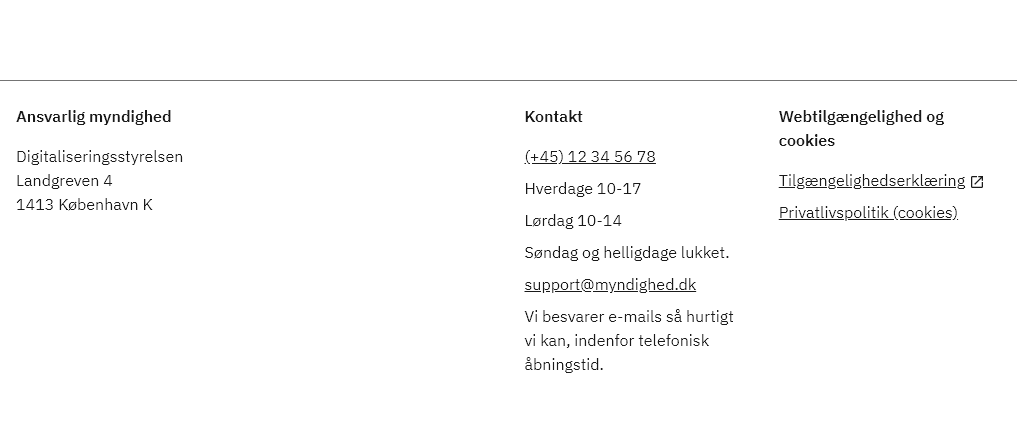 Ansvarlig myndighed
Digitaliseringsstyrelsen
Landgreven 4
1413 København K
Kontakt
(+45) 12 34 56 78
Hverdage 10-17
Lørdag 10-14
Søndag og helligdage lukket.
support@myndighed.dk
Vi besvarer e-mails så hurtigt
vi kan, indenfor telefonisk
åbningstid.
Webtilgængelighed og
cookies
Tilgængelighedserklæring
Privatlivspolitik (cookies)